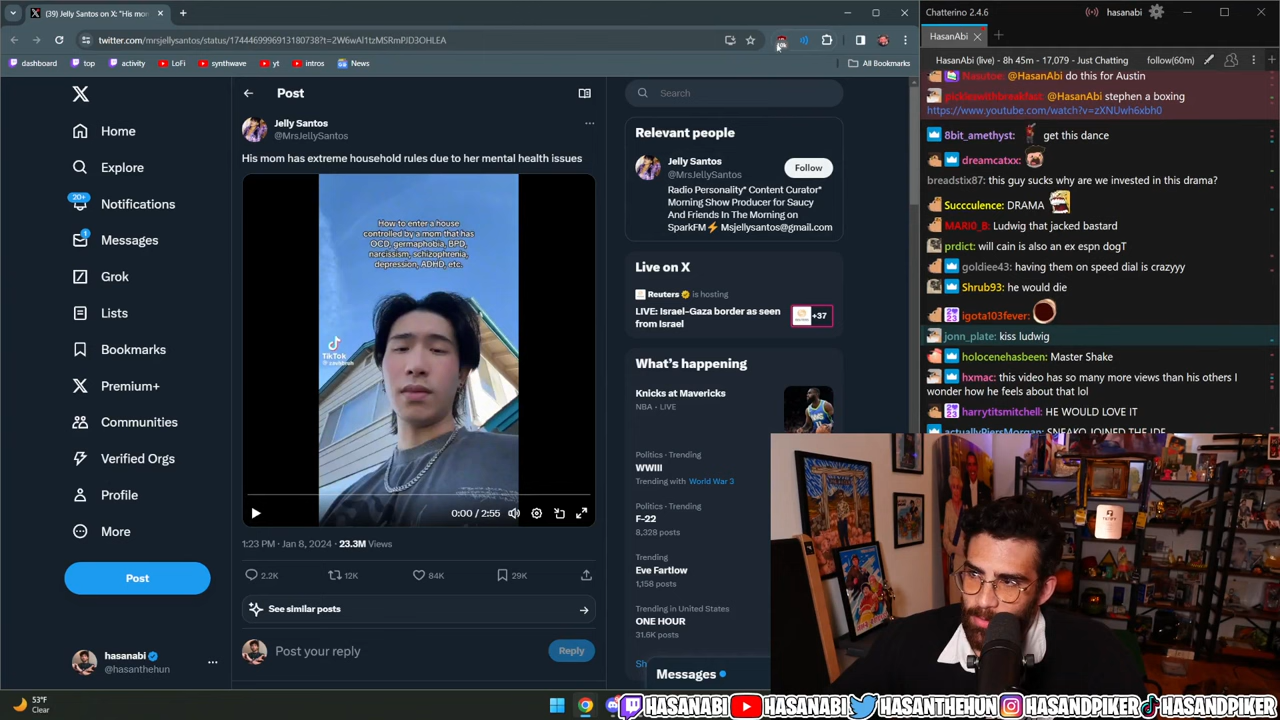 (39) Jelly Santos on X: "His mom
twitter.com/mrsjellysantos/status/1744469996913180738?t=2W6wAl1tzMSRmPJD3OHLEA
dashboard
top
activity
LoFi
synthwave
yt
intros
News
All Bookmarks
Home
Explore
20+
Notifications
1
Messages
Grok
Lists
Bookmarks
Premium+
Communities
Verified Orgs
Profile
More
Post
hasanabi
@hasanthehun
Post
Jelly Santos
@MrsJellySantos
His mom has extreme household rules due to her mental health issues
How to enter a house
controlled by a mom that has
OCD, germaphobia, BPD,
narcissism, schizophrenia,
depression, ADHD, etc.
TikTok
0:00 / 2:55
1:23 PM · Jan 8, 2024 · 23.3M Views
2.2K
12K
84K
29K
See similar posts
Post your reply
Reply
Search
Relevant people
Jelly Santos
@MrsJellySantos
Follow
Radio Personality* Content Curator*
Morning Show Producer for Saucy
And Friends In The Morning on
SparkFM⚡ Msjellysantos@gmail.com
Live on X
Reuters is hosting
LIVE: Israel-Gaza border as seen
from Israel
+37
What's happening
Knicks at Mavericks
NBA · LIVE
Politics · Trending
WWIII
Trending with World War 3
Politics · Trending
F-22
8,328 posts
Trending
Eve Fartlow
1,158 posts
Trending in United States
ONE HOUR
31.6K posts
Sh
Messages
Chatterino 2.4.6
hasanabi
HasanAbi
HasanAbi (live) - 8h 45m - 17,079 - Just Chatting
follow(60m)
Nasutoe: @HasanAbi do this for Austin
pickleswithbreakfast: @HasanAbi stephen a boxing
https://www.youtube.com/watch?v=zXNUwh6xbh0
8bit_amethyst: get this dance
dreamcatxx:
breadstix87: this guy sucks why are we invested in this drama?
Succculence: DRAMA
MARI0_B: Ludwig that jacked bastard
prdict: will cain is also an ex espn dogT
goldiee43: having them on speed dial is crazyyy
Shrub93: he would die
igota103fever:
jonn_plate: kiss ludwig
holocenehasbeen: Master Shake
hxmac: this video has so many more views than his others I
wonder how he feels about that lol
harrytitsmitchell: HE WOULD LOVE IT
actuallyPiersMorgan: SNEAKO JOINED THE IDF
53°F
Clear
HASANABI
HASANABI
HASANTHEHUN
HASANDPIKER
HASANDPIKER